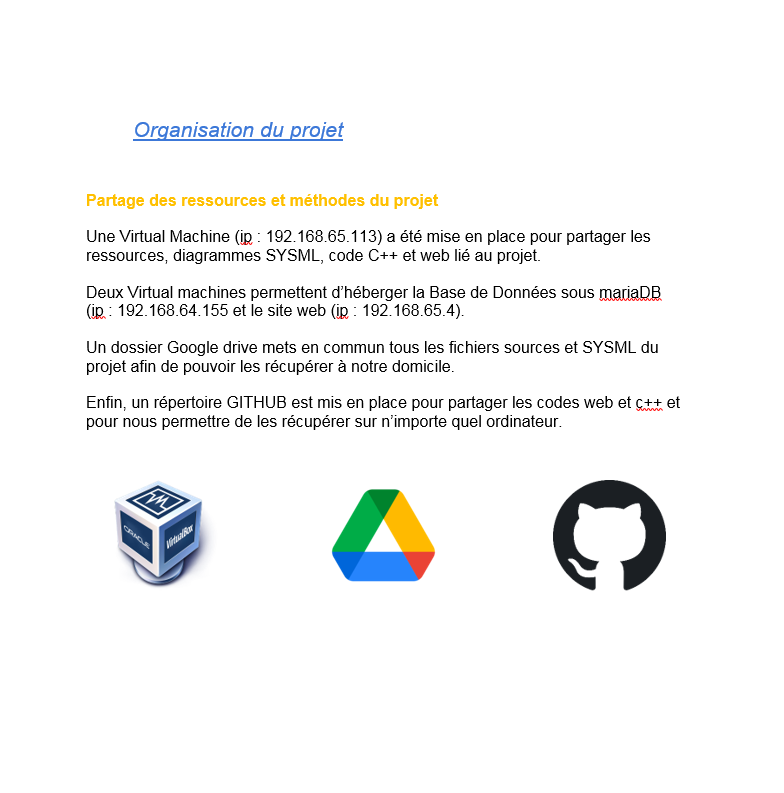 Organisation du projet
Partage des ressources et méthodes du projet
Une Virtual Machine (ip : 192.168.65.113) a été mise en place pour partager les
ressources, diagrammes SYSML, code C++ et web lié au projet.
Deux Virtual machines permettent d’héberger la Base de Données sous mariaDB
(ip : 192.168.64.155 et le site web (ip : 192.168.65.4).
Un dossier Google drive mets en commun tous les fichiers sources et SYSML du
projet afin de pouvoir les récupérer à notre domicile.
Enfin, un répertoire GITHUB est mis en place pour partager les codes web et c++ et
pour nous permettre de les récupérer sur n’importe quel ordinateur.
ORACLE
VirtualBox